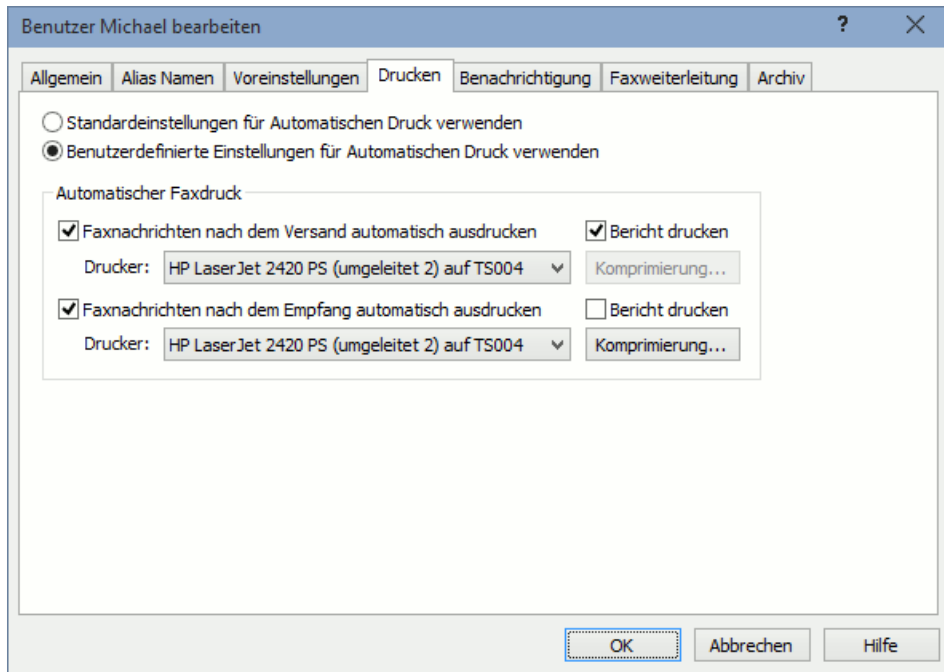 Benutzer Michael bearbeiten ?
Allgemein Alias Namen Voreinstellungen Drucken Benachrichtigung Faxweiterleitung Archiv
Standardeinstellungen für Automatischen Druck verwenden
Benutzerdefinierte Einstellungen für Automatischen Druck verwenden
Automatischer Faxdruck
Faxnachrichten nach dem Versand automatisch ausdrucken Bericht drucken
Drucker: HP LaserJet 2420 PS (umgeleitet 2) auf TS004 Komprimierung...
Faxnachrichten nach dem Empfang automatisch ausdrucken Bericht drucken
Drucker: HP LaserJet 2420 PS (umgeleitet 2) auf TS004 Komprimierung...
OK Abbrechen Hilfe